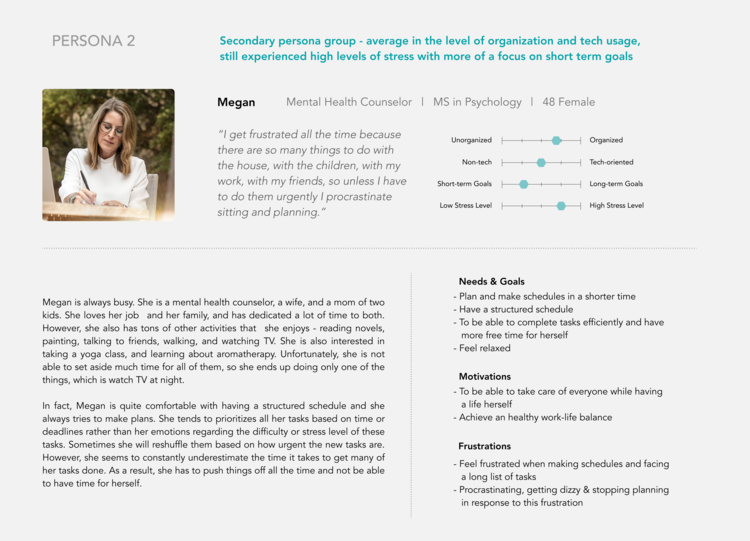 PERSONA 2
Secondary persona group - average in the level of organization and tech usage,
still experienced high levels of stress with more of a focus on short term goals
Megan
Mental Health Counselor | MS in Psychology | 48 Female
“I get frustrated all the time because
there are so many things to do with
the house, with the children, with my
work, with my friends, so unless I have
to do them urgently I procrastinate
sitting and planning.”
Unorganized Organized
Non-tech Tech-oriented
Short-term Goals Long-term Goals
Low Stress Level High Stress Level
Megan is always busy. She is a mental health counselor, a wife, and a mom of two
kids. She loves her job and her family, and has dedicated a lot of time to both.
However, she also has tons of other activities that she enjoys - reading novels,
painting, talking to friends, walking, and watching TV. She is also interested in
taking a yoga class, and learning about aromatherapy. Unfortunately, she is not
able to set aside much time for all of them, so she ends up doing only one of the
things, which is watch TV at night.
In fact, Megan is quite comfortable with having a structured schedule and she
always tries to make plans. She tends to prioritizes all her tasks based on time or
deadlines rather than her emotions regarding the difficulty or stress level of these
tasks. Sometimes she will reshuffle them based on how urgent the new tasks are.
However, she seems to constantly underestimate the time it takes to get many of
her tasks done. As a result, she has to push things off all the time and not be able
to have time for herself.
Needs & Goals
- Plan and make schedules in a shorter time
- Have a structured schedule
- To be able to complete tasks efficiently and have
more free time for herself
- Feel relaxed
Motivations
- To be able to take care of everyone while having
a life herself
- Achieve an healthy work-life balance
Frustrations
- Feel frustrated when making schedules and facing
a long list of tasks
- Procrastinating, getting dizzy & stopping planning
in response to this frustration